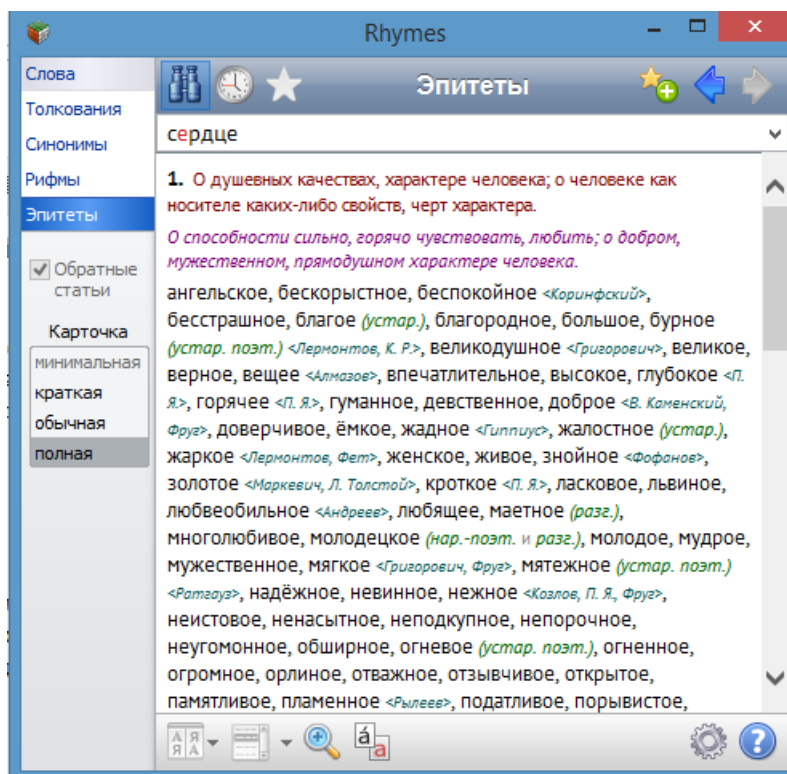 Rhymes
Слова
Толкования
Синонимы
Рифмы
Эпитеты
Обратные
статьи
Карточка
минимальная
краткая
обычная
полная
Эпитеты
сердце
1. О душевных качествах, характере человека; о человеке как
носителе каких-либо свойств, черт характера.
О способности сильно, горячо чувствовать, любить; о добром,
мужественном, прямодушном характере человека.
ангельское, бескорыстное, беспокойное <Коринфский>,
бесстрашное, благое (устар.), благородное, большое, бурное
(устар. поэт.) <Лермонтов, К. Р.>, великодушное <Григорович>, великое,
верное, вещее <Алмазов>, впечатлительное, высокое, глубокое <П.
Я.>, горячее <П. Я.>, гуманное, девственное, доброе <В. Каменский,
Фруг>, доверчивое, ёмкое, жадное <Гиппиус>, жалостное (устар.),
жаркое <Лермонтов, Фет>, женское, живое, знойное <Фофанов>,
золотое <Маркевич, Л. Толстой>, кроткое <П. Я.>, ласковое, львиное,
любвеобильное <Андреев>, любящее, маетное (разг.),
многолюбивое, молодецкое (нар.-поэт. и разг.), молодое, мудрое,
мужественное, мягкое <Григорович, Фруг>, мятежное (устар. поэт.)
<Ратгауз>, надёжное, невинное, нежное <Козлов, П. Я., Фруг>,
неистовое, ненасытное, неподкупное, непорочное,
неугомонное, обширное, огневое (устар. поэт.), огненное,
огромное, орлиное, отважное, отзывчивое, открытое,
памятливое, пламенное <Рылеев>, податливое, порывистое,
А Я
Я А
á
a